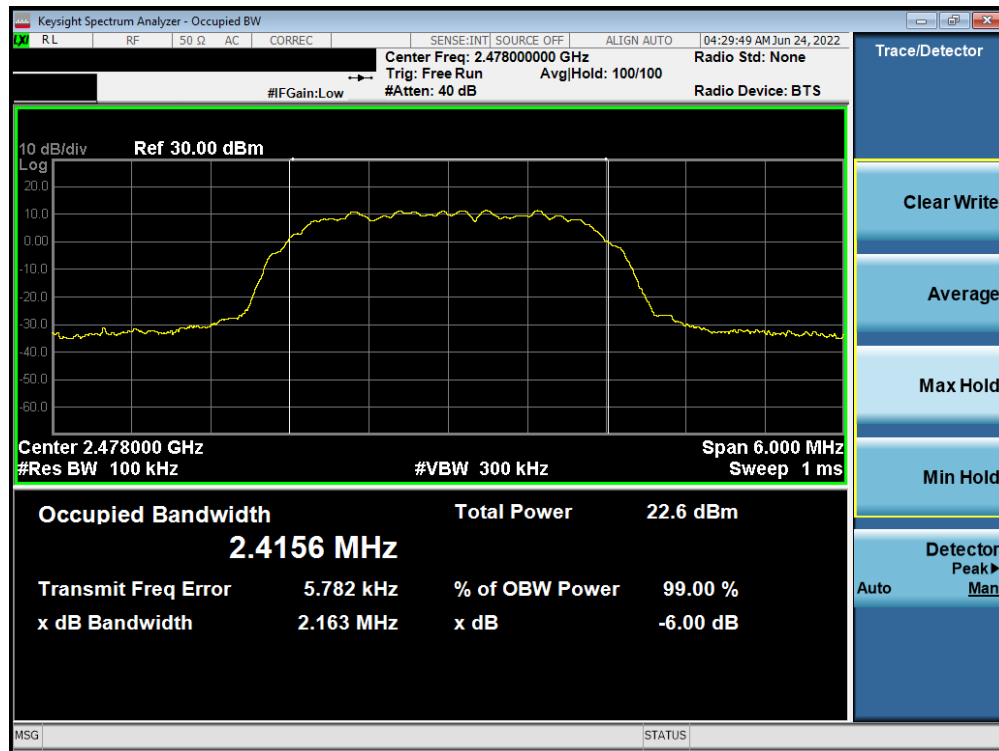 Keysight Spectrum Analyzer - Occupied BW
LXI RL RF 50 Ω AC CORREC SENSE:INT SOURCE OFF ALIGN AUTO 04:29:49 AM Jun 24, 2022
Center Freq: 2.478000000 GHz Radio Std: None
Trig: Free Run Avg|Hold: 100/100
#IFGain:Low #Atten: 40 dB Radio Device: BTS
10 dB/div Ref 30.00 dBm
Log
20.0
10.0
0.00
-10.0
-20.0
-30.0
-40.0
-50.0
-60.0
Center 2.478000 GHz Span 6.000 MHz
#Res BW 100 kHz #VBW 300 kHz Sweep 1 ms
Occupied Bandwidth Total Power 22.6 dBm
2.4156 MHz
Transmit Freq Error 5.782 kHz % of OBW Power 99.00 %
x dB Bandwidth 2.163 MHz x dB -6.00 dB
MSG STATUS
Trace/Detector
Clear Write
Average
Max Hold
Min Hold
Detector
Peak▶
Auto Man